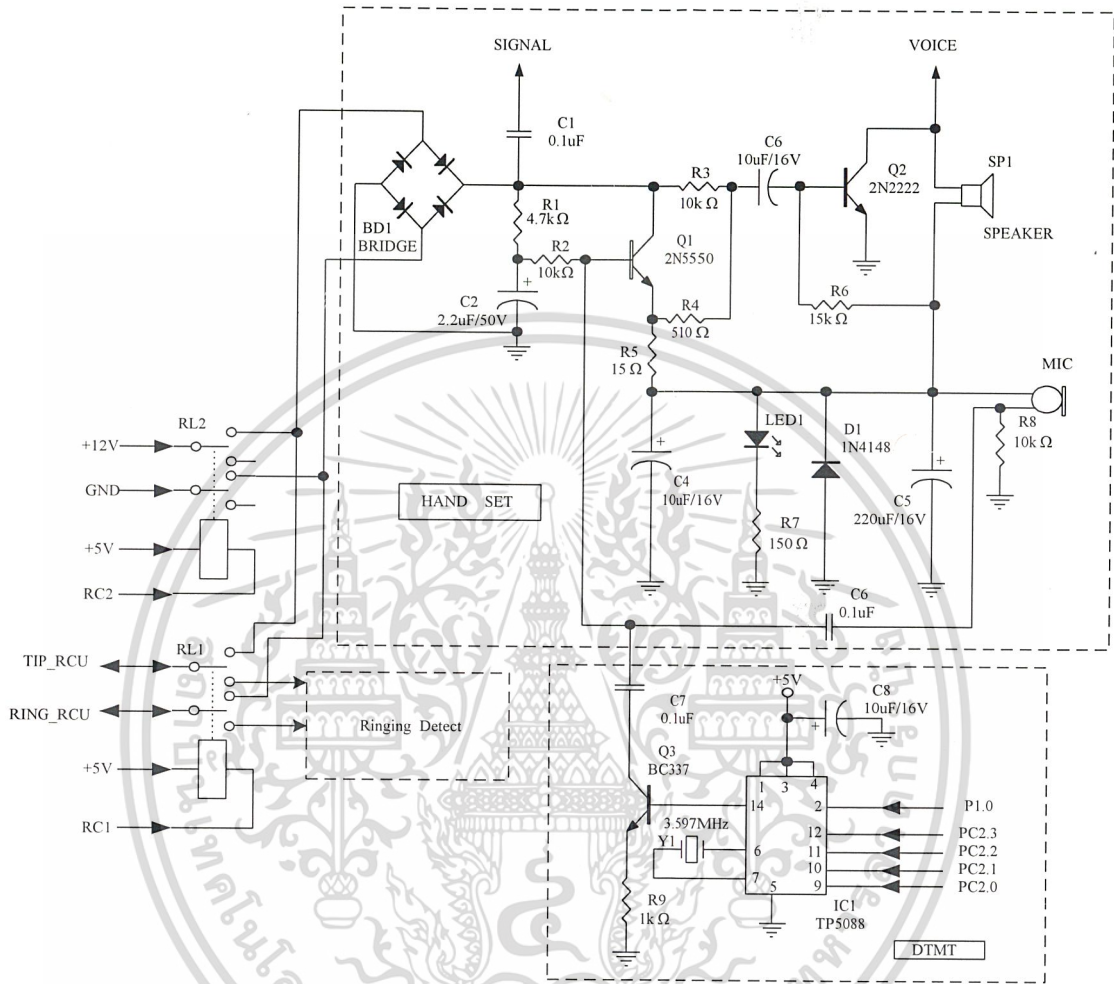 SIGNAL
VOICE
C1
0.1uF
C6
10uF/16V
R3
10kΩ
Q2
2N2222
SP1
SPEAKER
R1
4.7kΩ
BD1
BRIDGE
R2
10kΩ
Q1
2N5550
C2
2.2uF/50V
+
R4
510 Ω
R6
15k Ω
R5
15 Ω
MIC
LED1
D1
1N4148
R8
10k Ω
RL2
+12V
GND
+5V
RC2
HAND SET
+
C4
10uF/16V
R7
150 Ω
+
C5
220uF/16V
C6
0.1uF
TIP_RCU
RL1
RING_RCU
+5V
RC1
Ringing Detect
C7
0.1uF
+5V
C8
10uF/16V
+
Q3
BC337
3.597MHz
Y1
1 3 4
14 2
12
6 11
7 10
5 9
P1.0
PC2.3
PC2.2
PC2.1
PC2.0
R9
1k Ω
IC1
TP5088
DTMT